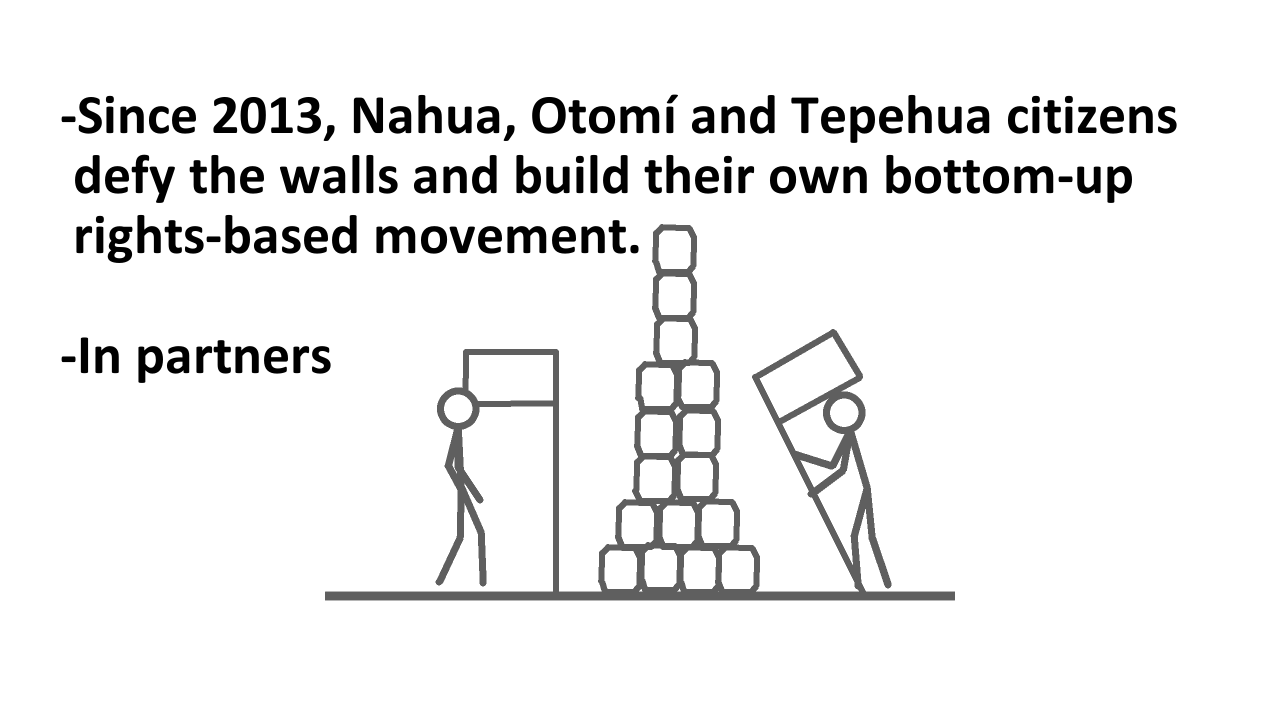 -Since 2013, Nahua, Otomí and Tepehua citizens
defy the walls and build their own bottom-up
rights-based movement.
-In partners